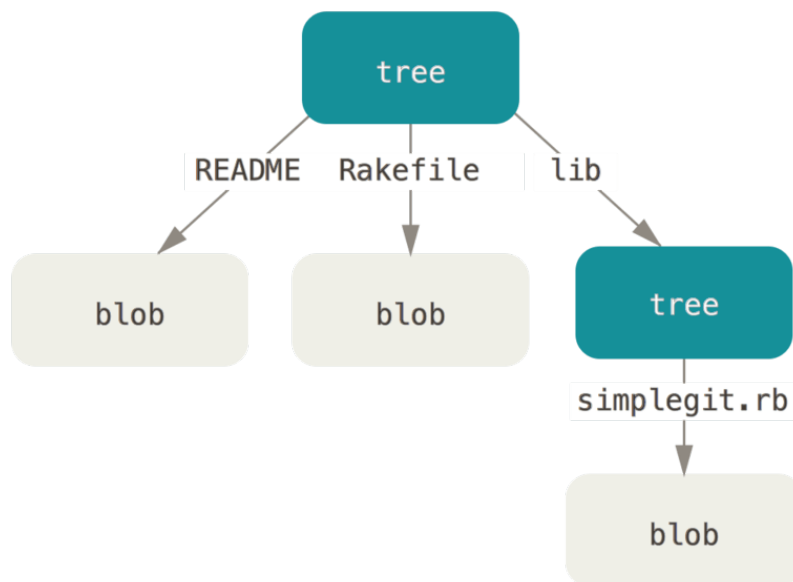 tree
README
Rakefile
lib
blob
blob
tree
simplegit.rb
blob